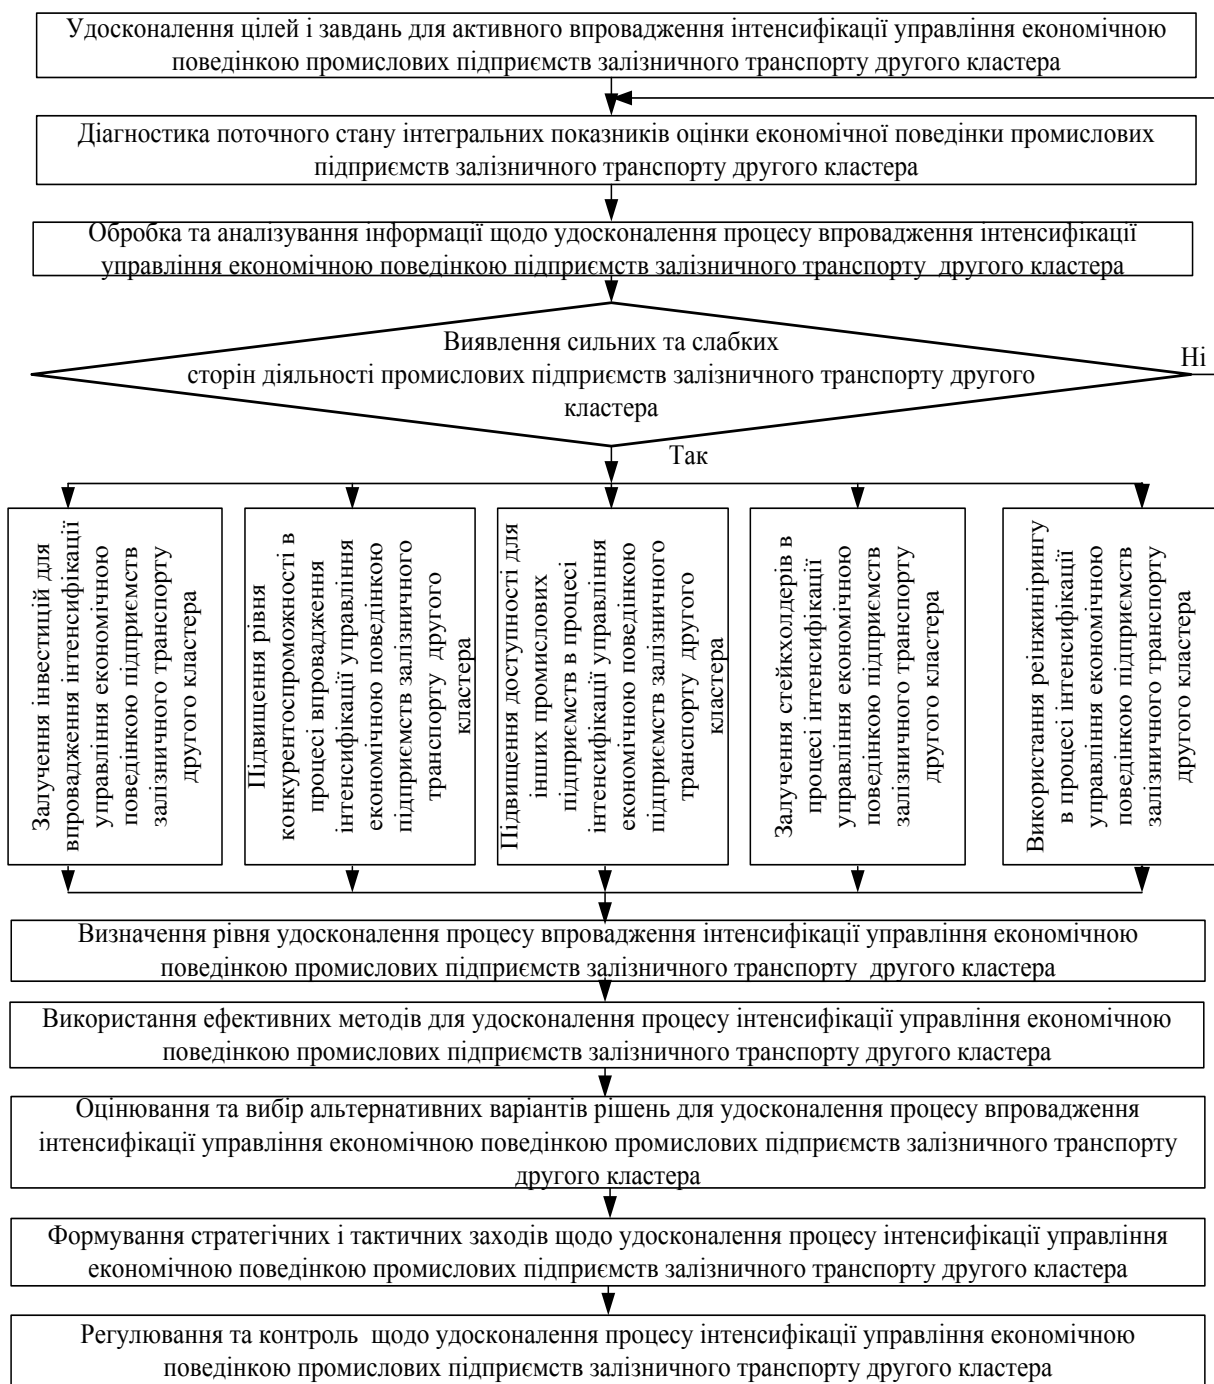 Удосконалення цілей і завдань для активного впровадження інтенсифікації управління економічною
поведінкою промислових підприємств залізничного транспорту другого кластера
Діагностика поточного стану інтегральних показників оцінки економічної поведінки промислових
підприємств залізничного транспорту другого кластера
Обробка та аналізування інформації щодо удосконалення процесу впровадження інтенсифікації
управління економічною поведінкою підприємств залізничного транспорту другого кластера
Виявлення сильних та слабких
сторін діяльності промислових підприємств залізничного транспорту другого
кластера
Ні
Так
Залучення інвестицій для
впровадження інтенсифікації
управління економічною
поведінкою підприємств
залізничного транспорту
другого кластера
Підвищення рівня
конкурентоспроможності в
процесі впровадження
інтенсифікації управління
економічною поведінкою
підприємств залізничного
транспорту другого
кластера
Підвищення доступності для
інших промислових
підприємств в процесі
інтенсифікації управління
економічною поведінкою
підприємств залізничного
транспорту другого
кластера
Залучення стейкхолдерів в
процесі інтенсифікації
управління економічною
поведінкою підприємств
залізничного транспорту
другого кластера
Використання реінжинірингу
в процесі інтенсифікації
управління економічною
поведінкою підприємств
залізничного транспорту
другого кластера
Визначення рівня удосконалення процесу впровадження інтенсифікації управління економічною
поведінкою промислових підприємств залізничного транспорту другого кластера
Використання ефективних методів для удосконалення процесу інтенсифікації управління економічною
поведінкою промислових підприємств залізничного транспорту другого кластера
Оцінювання та вибір альтернативних варіантів рішень для удосконалення процесу впровадження
інтенсифікації управління економічною поведінкою промислових підприємств залізничного транспорту
другого кластера
Формування стратегічних і тактичних заходів щодо удосконалення процесу інтенсифікації управління
економічною поведінкою промислових підприємств залізничного транспорту другого кластера
Регулювання та контроль щодо удосконалення процесу інтенсифікації управління економічною
поведінкою промислових підприємств залізничного транспорту другого кластера